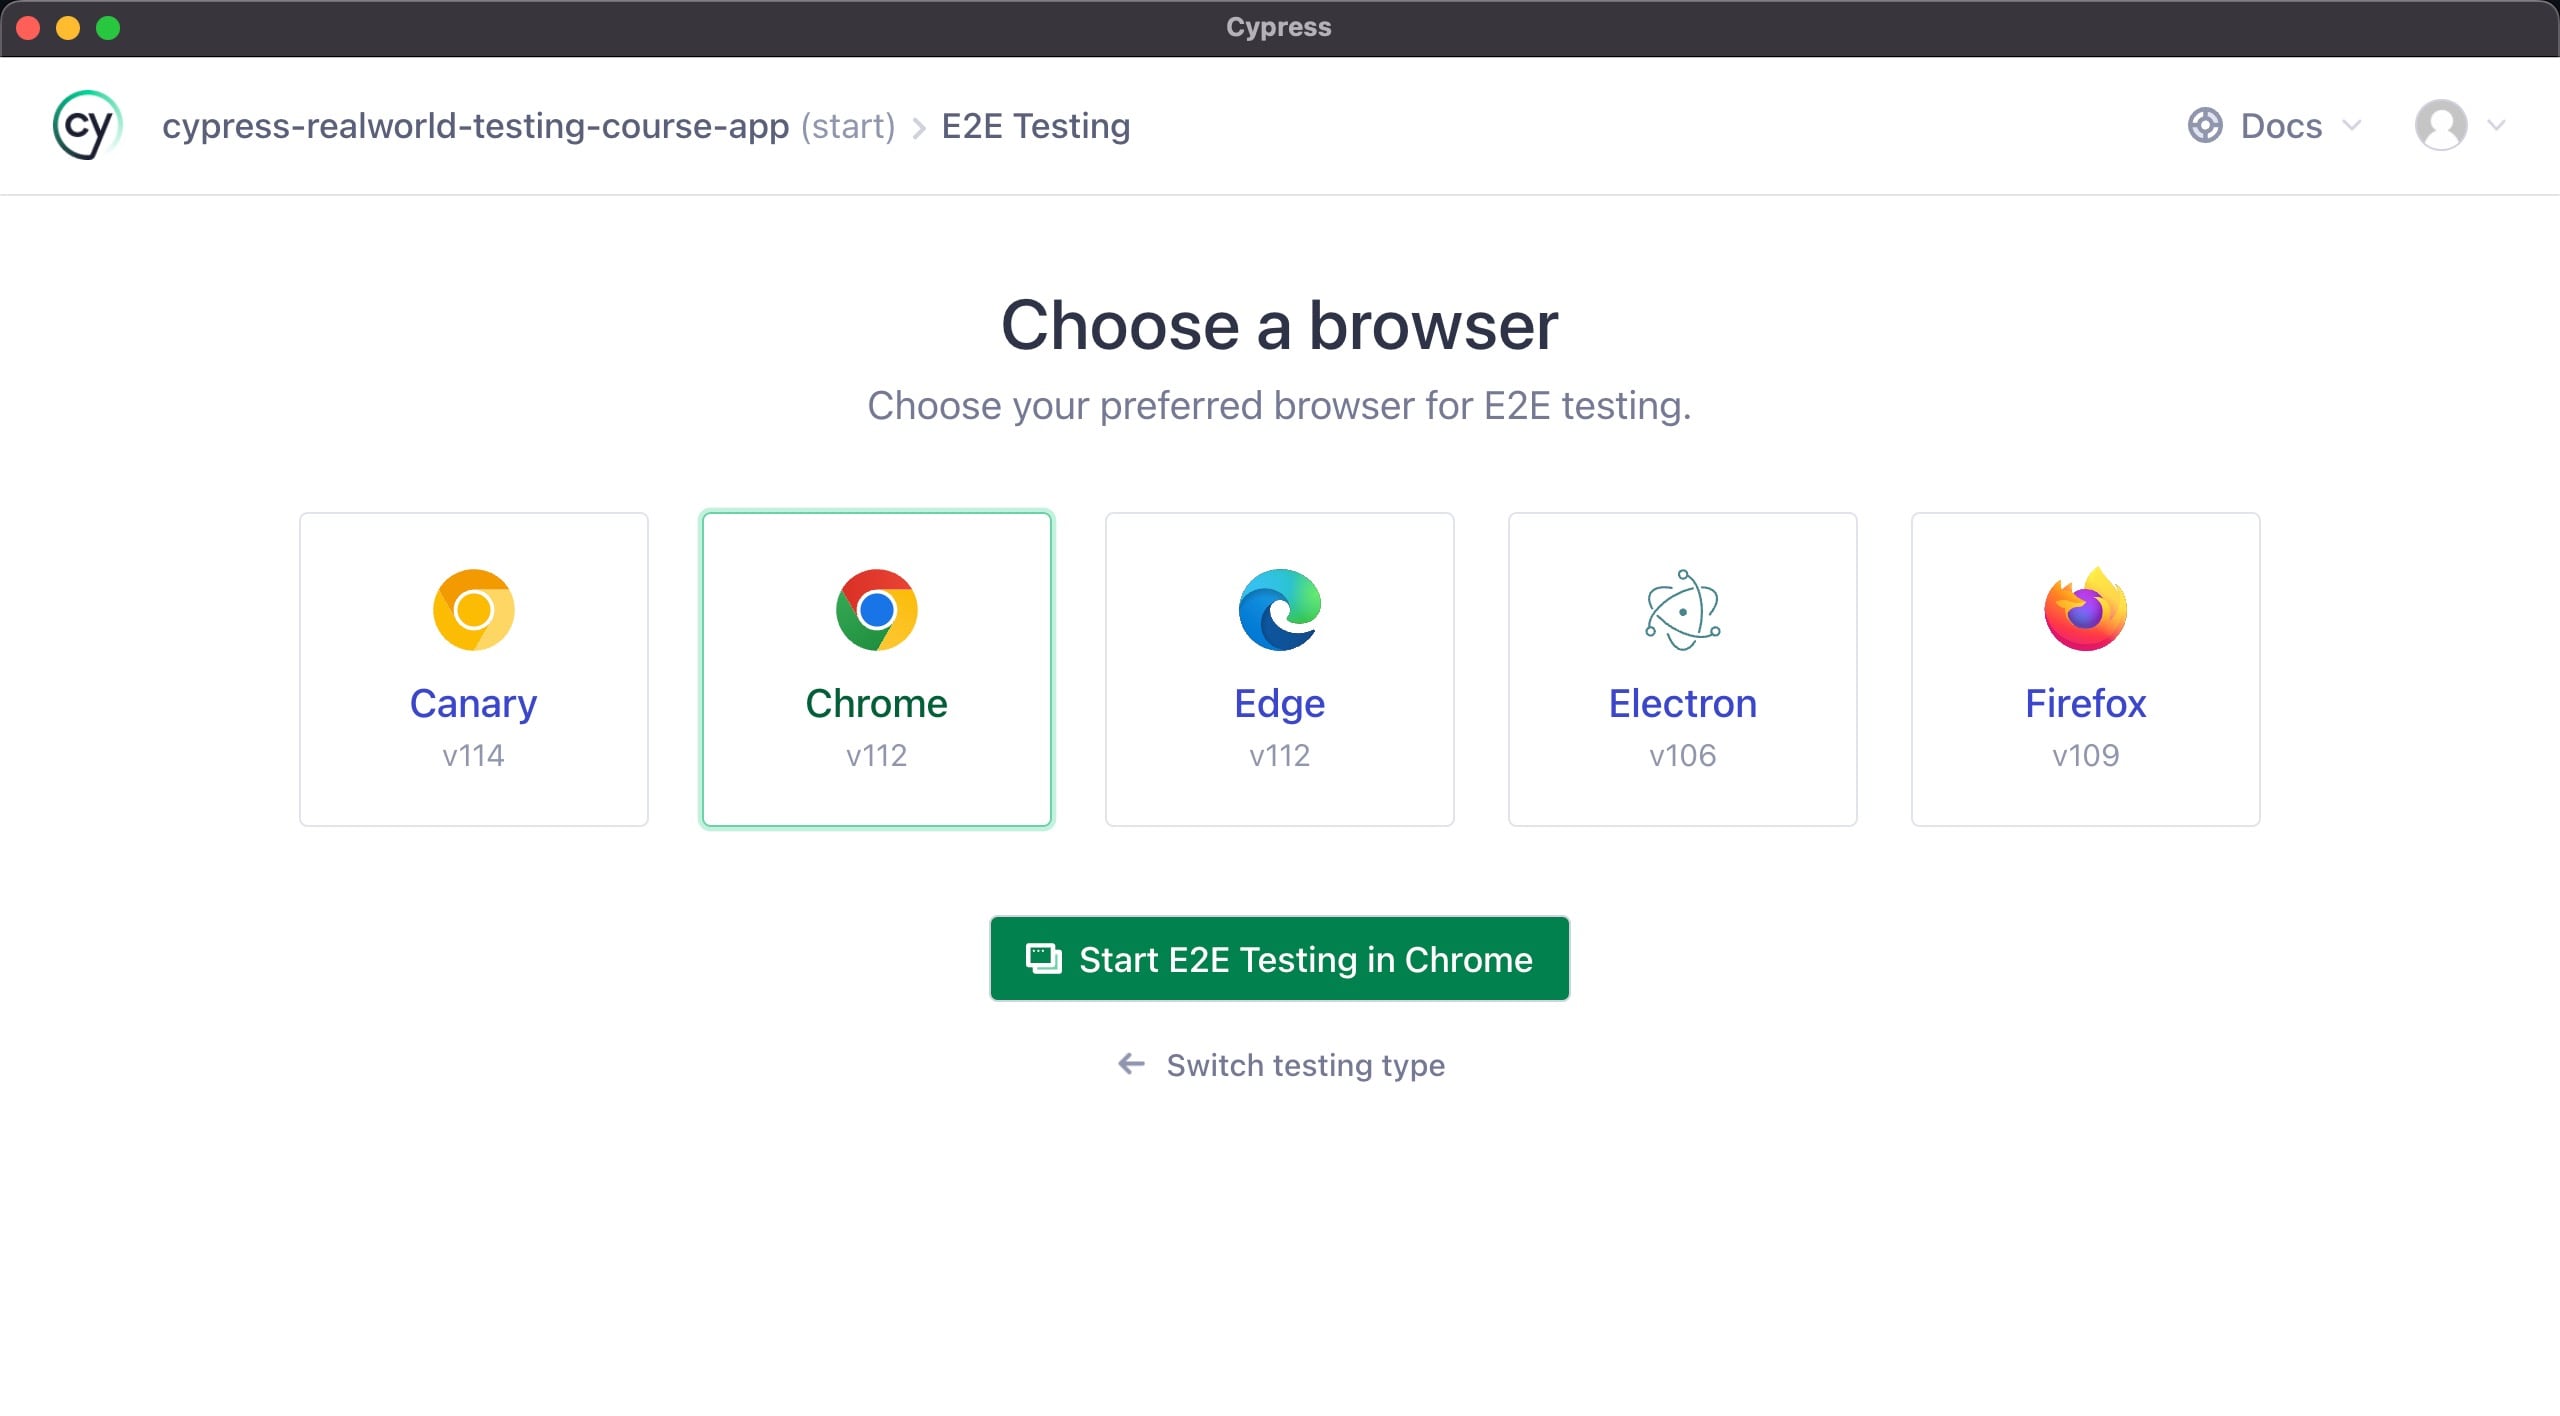 Cypress
cy cypress-realworld-testing-course-app (start) > E2E Testing Docs
Choose a browser
Choose your preferred browser for E2E testing.
Canary Chrome Edge Electron Firefox
v114 v112 v112 v106 v109
Start E2E Testing in Chrome
← Switch testing type